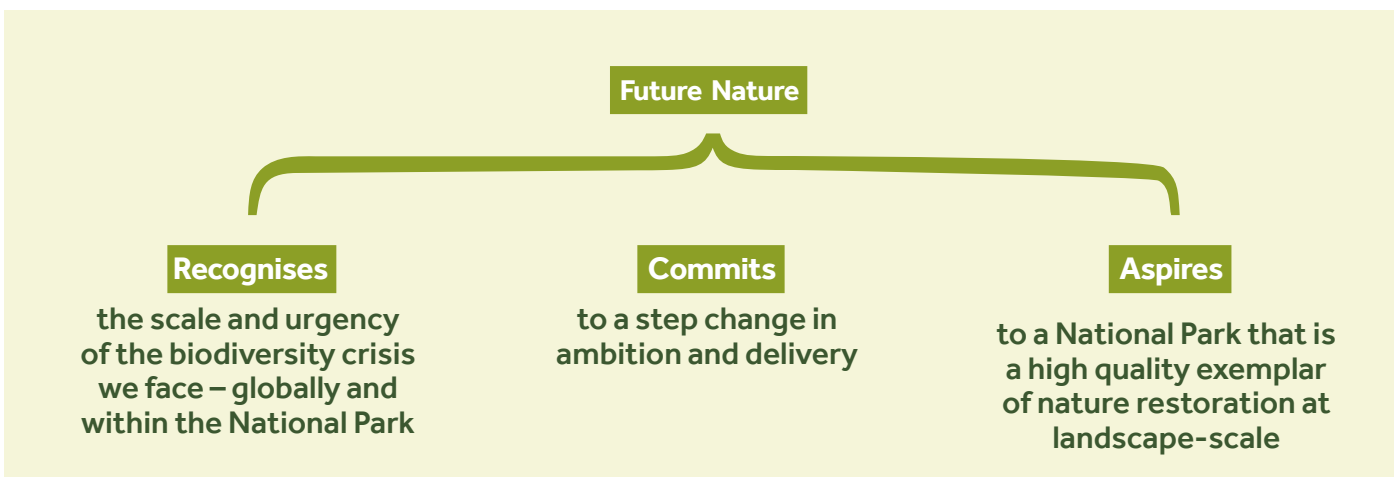 Future Nature
Recognises
the scale and urgency
of the biodiversity crisis
we face – globally and
within the National Park
Commits
to a step change in
ambition and delivery
Aspires
to a National Park that is
a high quality exemplar
of nature restoration at
landscape-scale